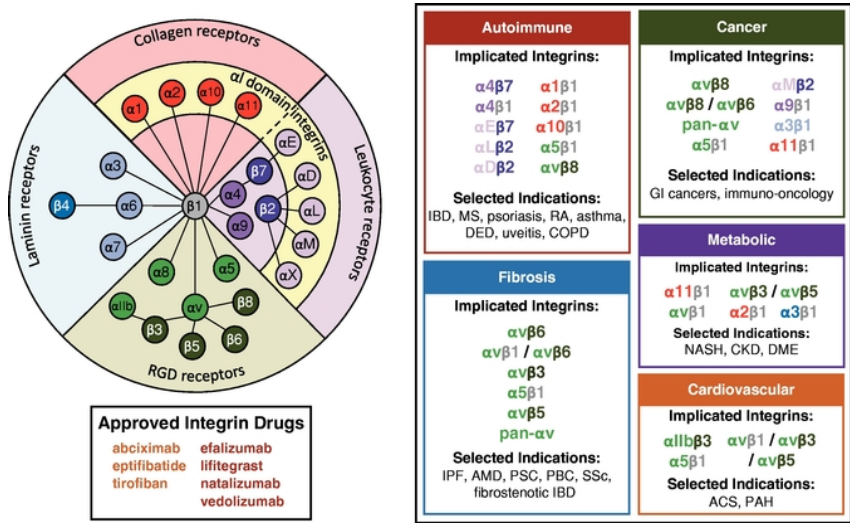 Collagen receptors
αI domain integrins
Leukocyte receptors
Laminin receptors
RGD receptors
α1
α2
α10
α11
αE
β7
αD
α4
α3
β4
α6
β1
β2
αL
α9
αM
α7
αX
α8
α5
αIIb
αv
β8
β3
β5
β6
Approved Integrin Drugs
abciximab efalizumab
eptifibatide lifitegrast
tirofiban natalizumab
vedolizumab
Autoimmune
Implicated Integrins:
α4β7 α1β1
α4β1 α2β1
αEβ7 α10β1
αLβ2 α5β1
αDβ2 αvβ8
Selected Indications:
IBD, MS, psoriasis, RA, asthma,
DED, uveitis, COPD
Fibrosis
Implicated Integrins:
αvβ6
αvβ1 / αvβ6
αvβ3
α5β1
αvβ5
pan-αv
Selected Indications:
IPF, AMD, PSC, PBC, SSc,
fibrostenotic IBD
Cancer
Implicated Integrins:
αvβ8 αMβ2
αvβ8 / αvβ6 α9β1
pan-αv α3β1
α5β1 α11β1
Selected Indications:
GI cancers, immuno-oncology
Metabolic
Implicated Integrins:
α11β1 αvβ3 / αvβ5
αvβ1 α2β1 α3β1
Selected Indications:
NASH, CKD, DME
Cardiovascular
Implicated Integrins:
αIIbβ3 αvβ1 / αvβ3
α5β1 / αvβ5
Selected Indications:
ACS, PAH